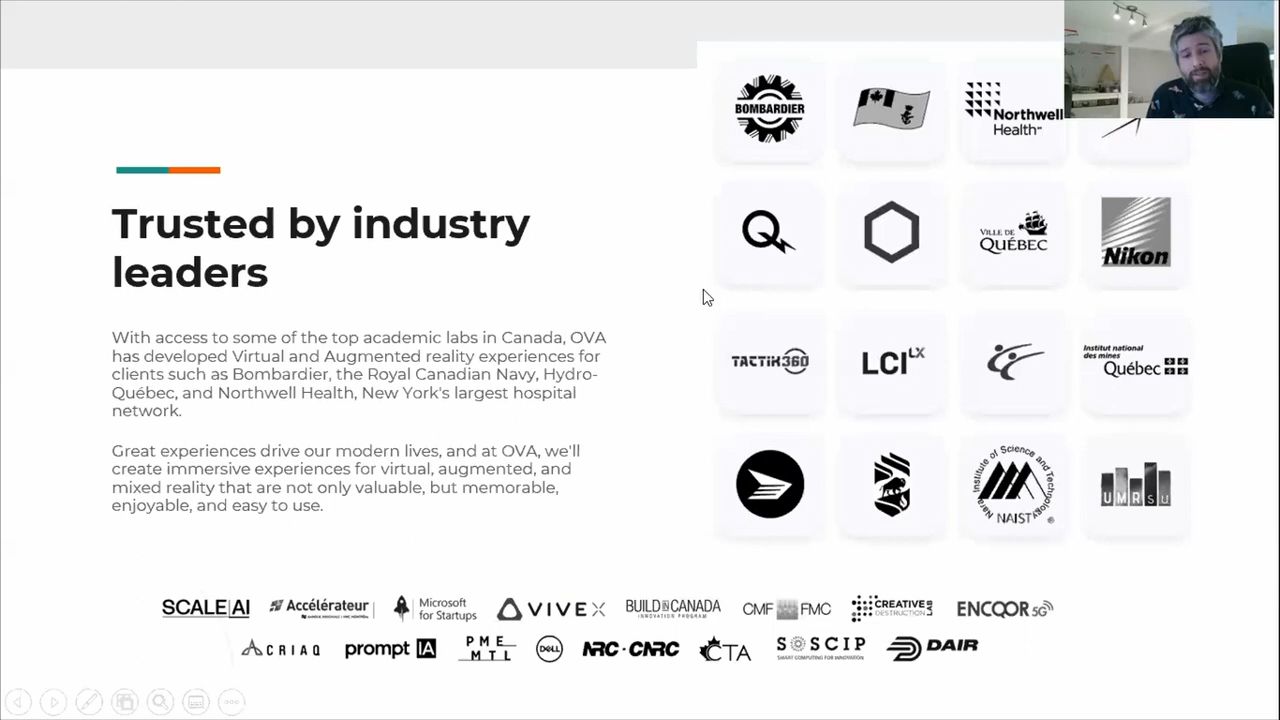 Trusted by industry
leaders
With access to some of the top academic labs in Canada, OVA
has developed Virtual and Augmented reality experiences for
clients such as Bombardier, the Royal Canadian Navy, Hydro-
Québec, and Northwell Health, New York's largest hospital
network.
Great experiences drive our modern lives, and at OVA, we'll
create immersive experiences for virtual, augmented, and
mixed reality that are not only valuable, but memorable,
enjoyable, and easy to use.
BOMBARDIER
Northwell
Health
VILLE DE
QUÉBEC
Nikon
TACTIK360
LCI LX
Institut national
des mines
Québec
Nara Institute of Science and Technology
NAIST
UMRsu
SCALE AI
Accélérateur
Microsoft
for Startups
VIVE X
BUILD IN CANADA
INNOVATION PROGRAM
CMF FMC
CREATIVE
DESTRUCTION LAB
ENCQOR 5G
CRIAQ
prompt IA
PME
MTL
DELL
NRC·CNRC
CTA
SOSCIP
SMART COMPUTING FOR INNOVATION
DAIR